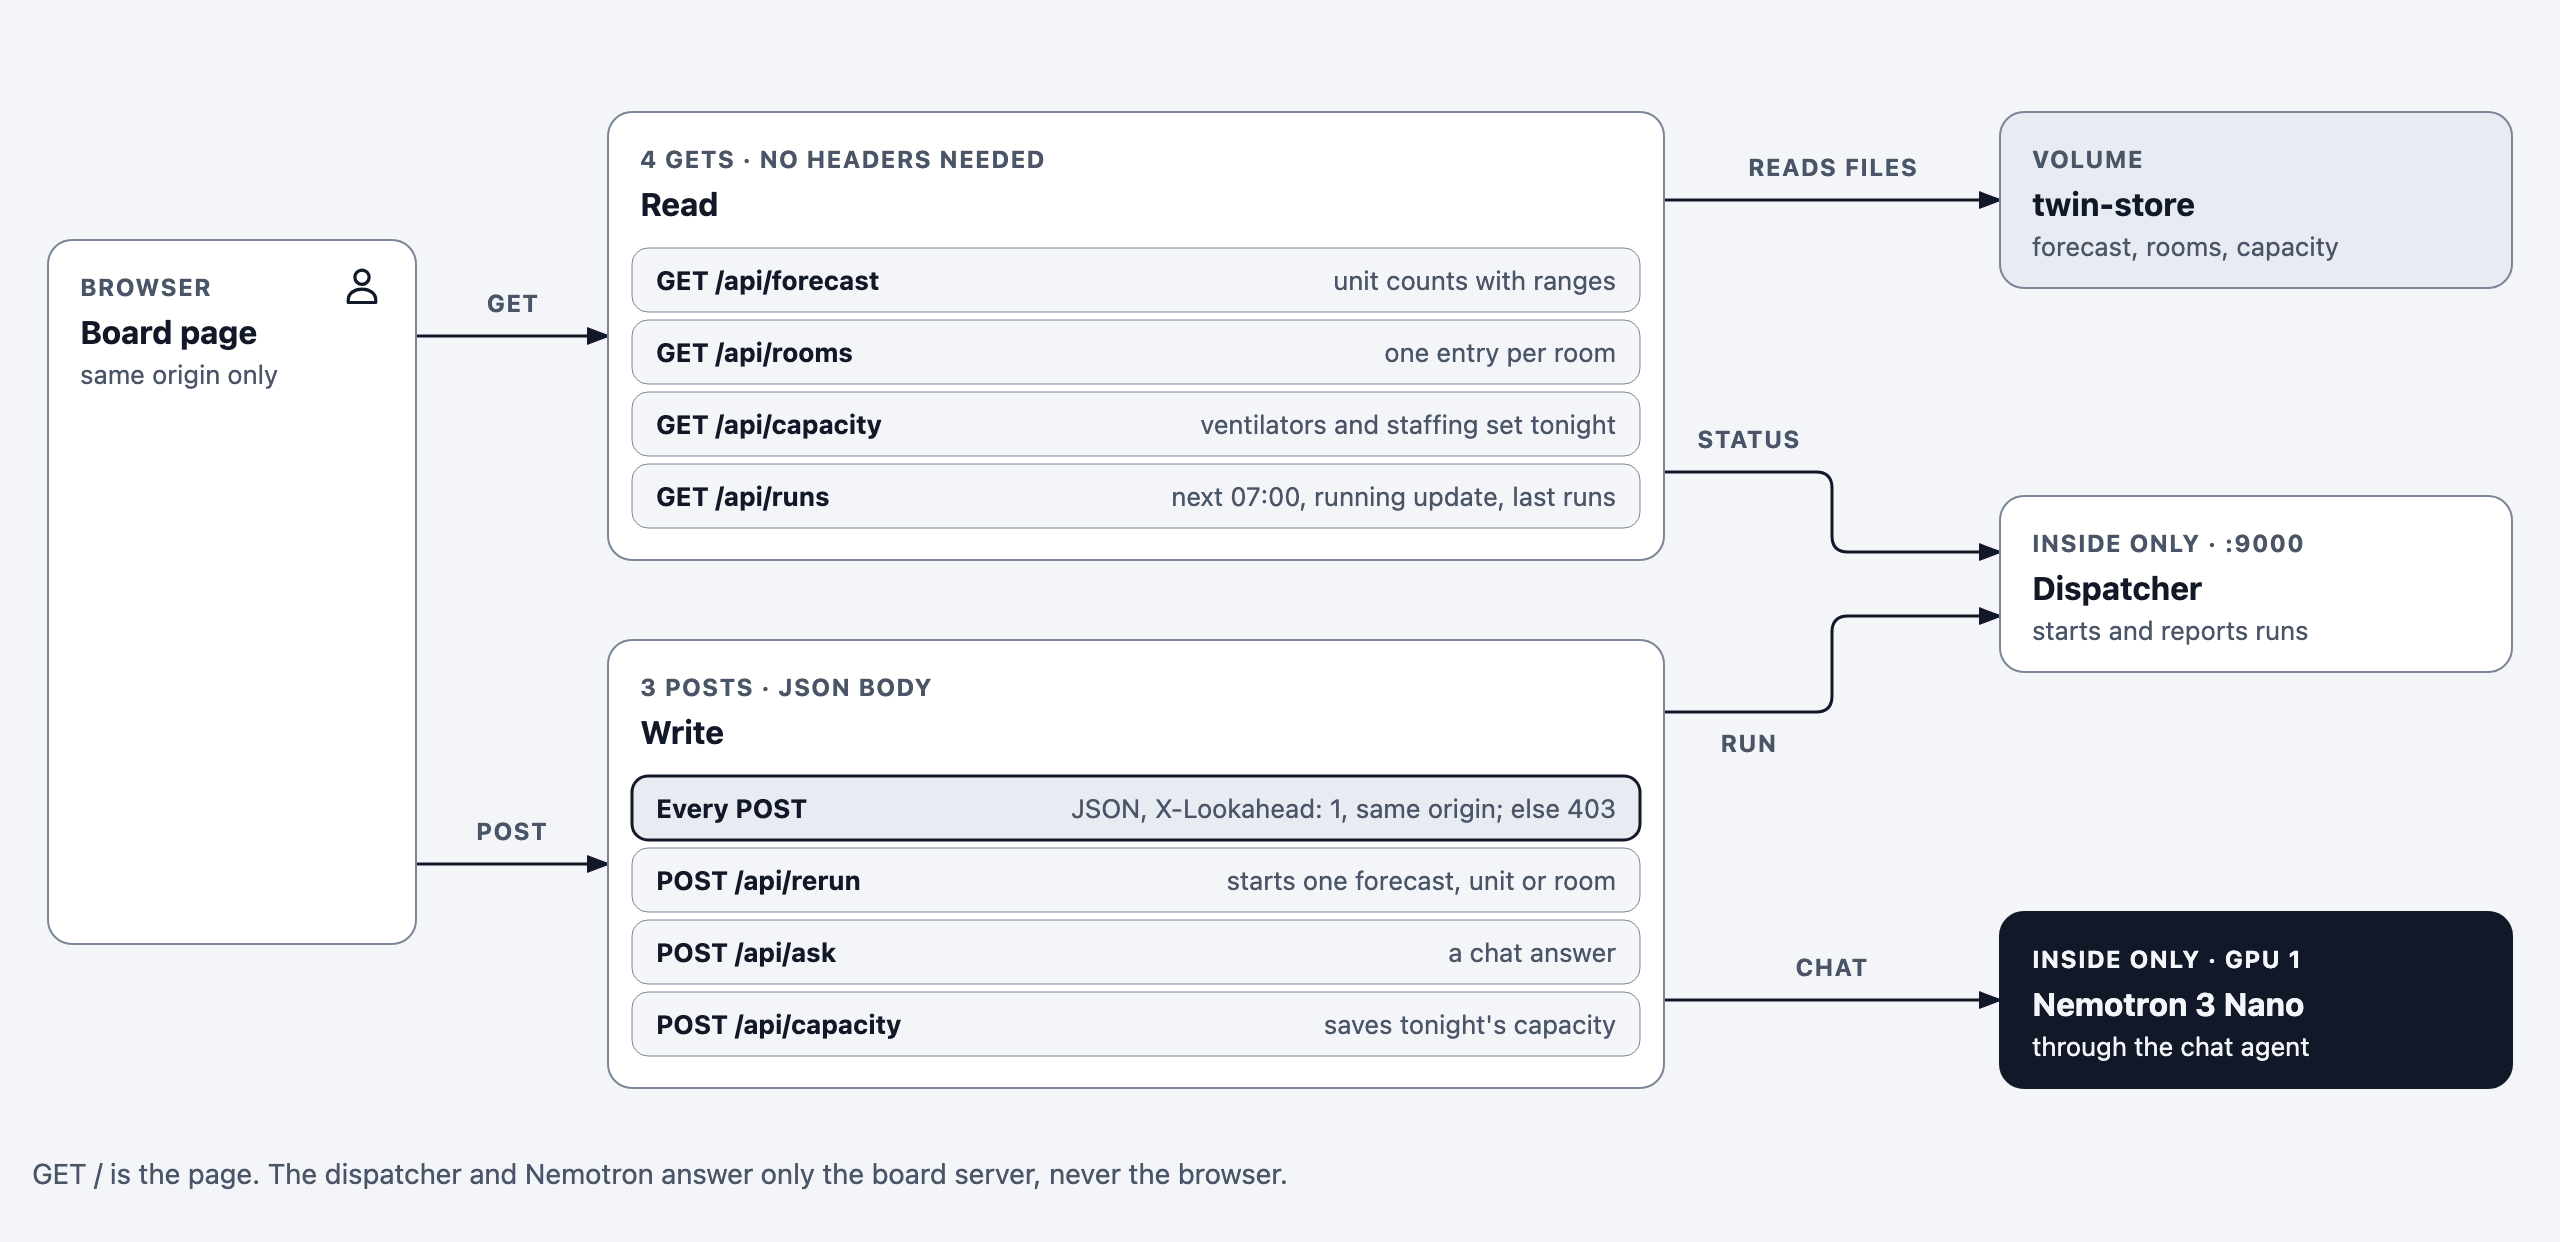 BROWSER
Board page
same origin only
GET
POST
4 GETS · NO HEADERS NEEDED
Read
GET /api/forecast unit counts with ranges
GET /api/rooms one entry per room
GET /api/capacity ventilators and staffing set tonight
GET /api/runs next 07:00, running update, last runs
3 POSTS · JSON BODY
Write
Every POST JSON, X-Lookahead: 1, same origin; else 403
POST /api/rerun starts one forecast, unit or room
POST /api/ask a chat answer
POST /api/capacity saves tonight's capacity
READS FILES
STATUS
RUN
CHAT
VOLUME
twin-store
forecast, rooms, capacity
INSIDE ONLY · :9000
Dispatcher
starts and reports runs
INSIDE ONLY · GPU 1
Nemotron 3 Nano
through the chat agent
GET / is the page. The dispatcher and Nemotron answer only the board server, never the browser.